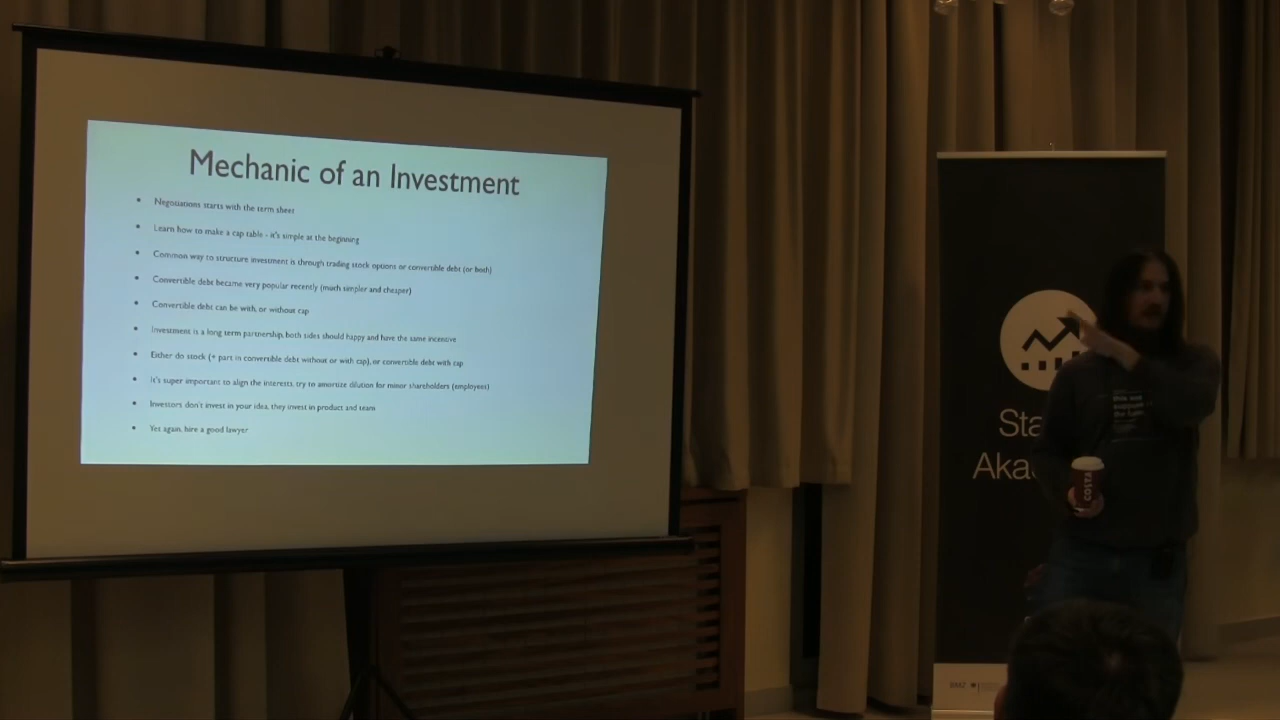 Mechanic of an Investment
• Negotiations starts with the term sheet
• Learn how to make a cap table - it's simple at the beginning
• Common way to structure investment is through trading stock options or convertible debt (or both)
• Convertible debt became very popular recently (much simpler and cheaper)
• Convertible debt can be with, or without cap
• Investment is a long term partnership, both sides should happy and have the same incentive
• Either do stock (+ part in convertible debt without or with cap), or convertible debt with cap
• It's super important to align the interests, try to amortize dilution for minor shareholders (employees)
• Investors don't invest in your idea, they invest in product and team
• Yet again, hire a good lawyer
Sta
Aka
COSTA